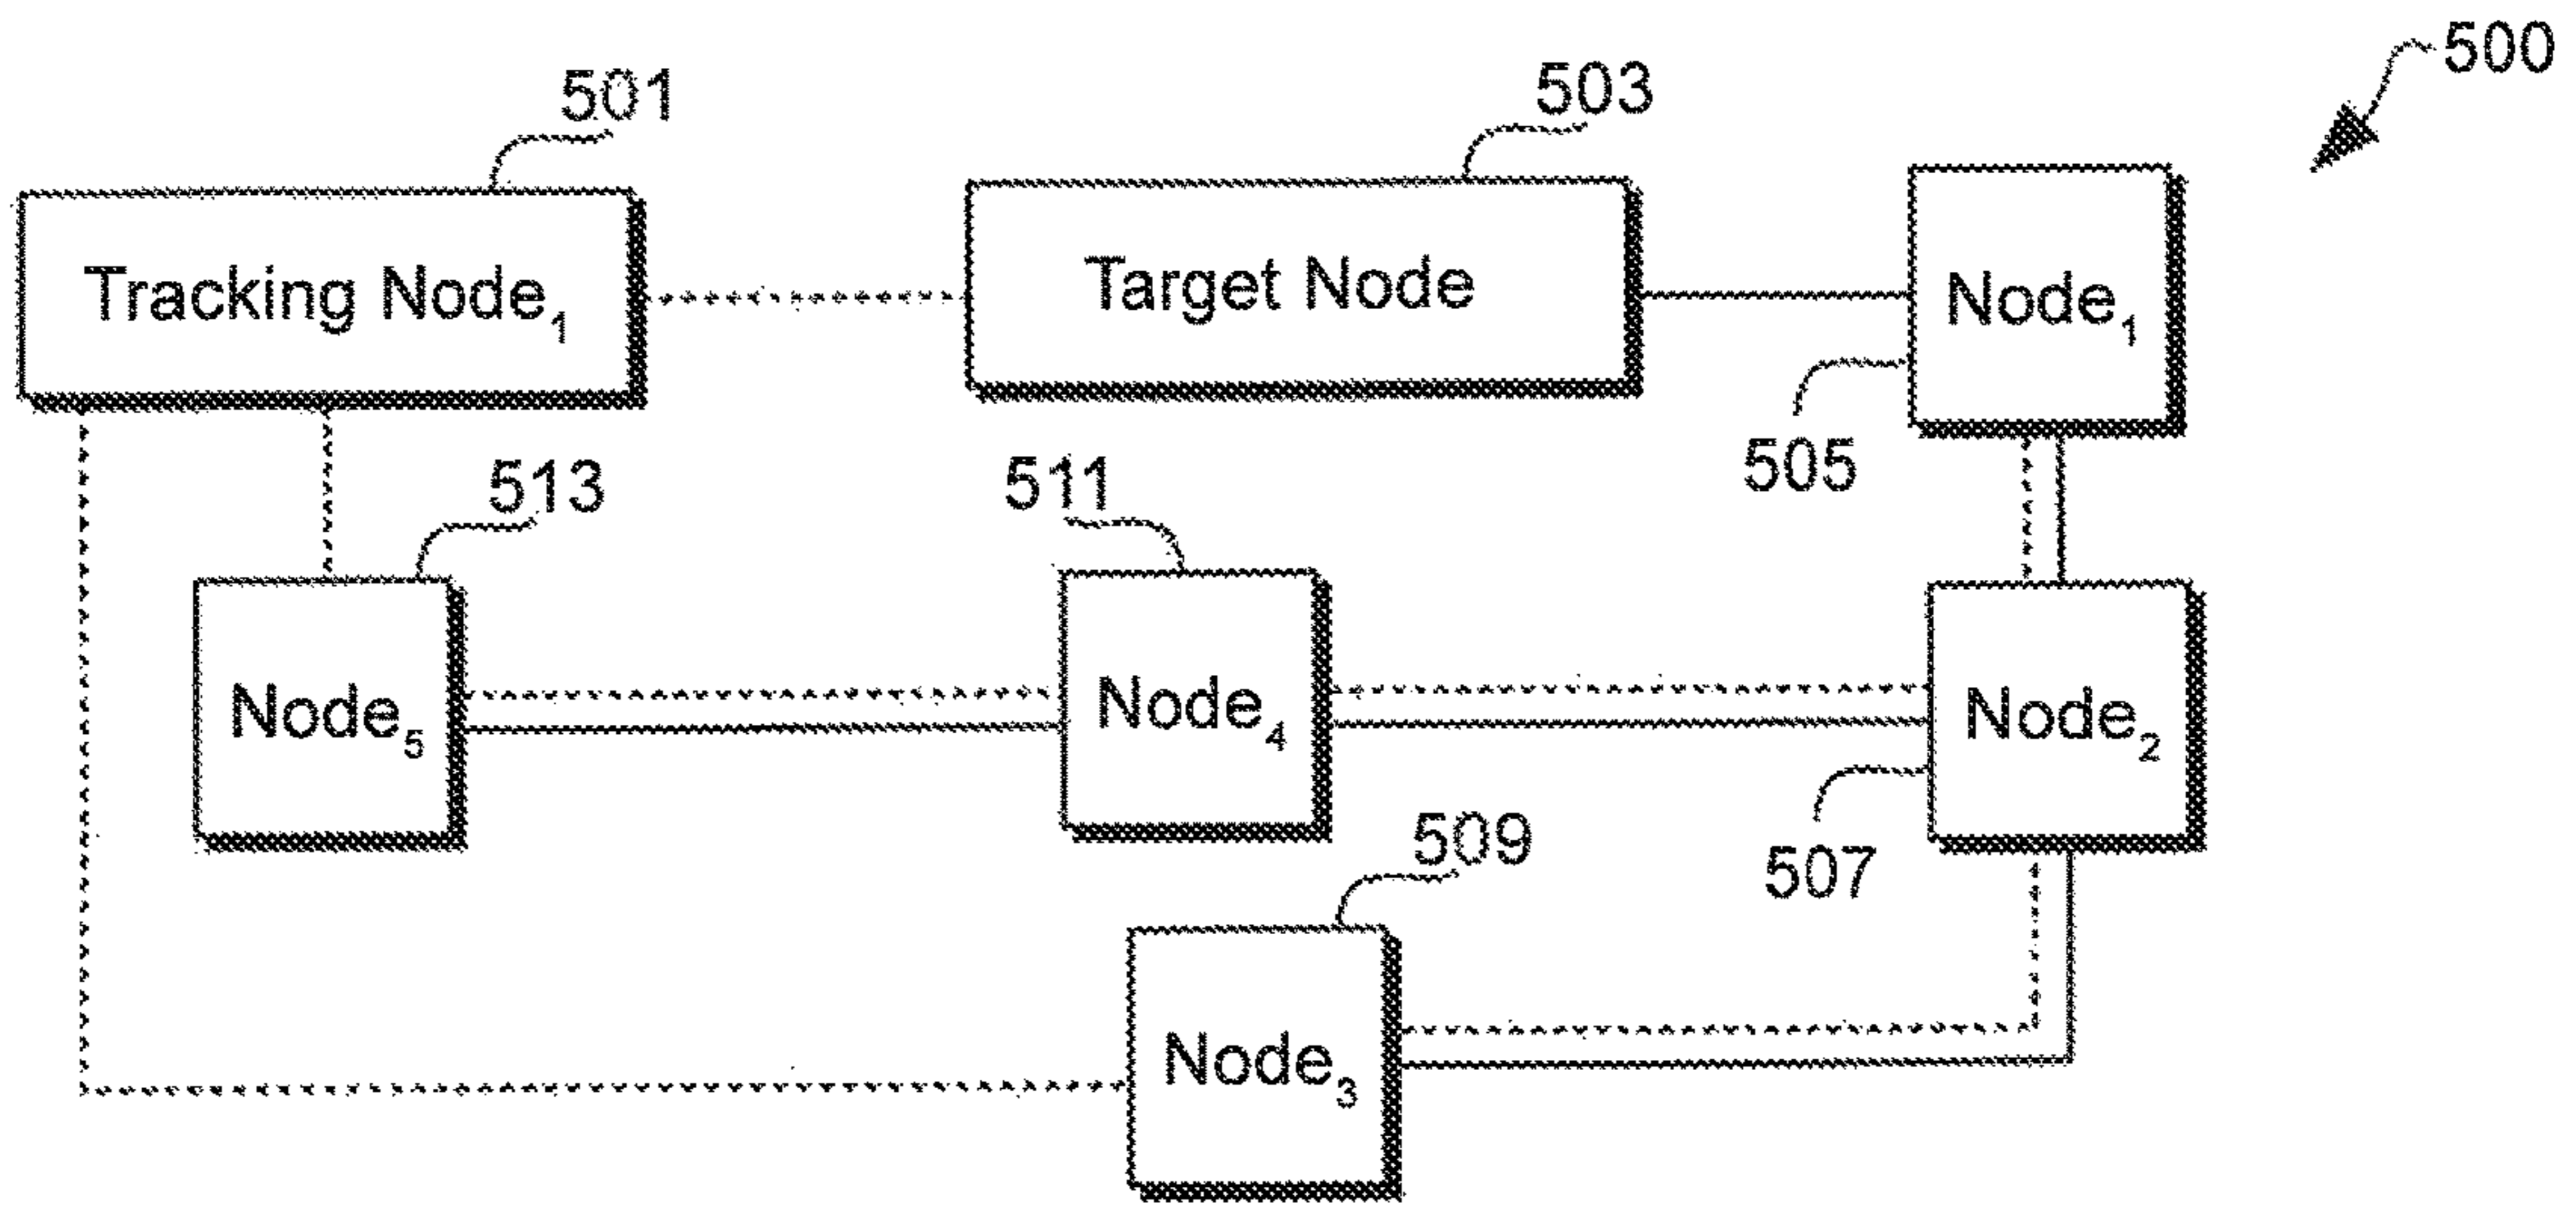 500
501
503
Tracking Node₁
Target Node
Node₁
505
513
511
Node₅
Node₄
Node₂
509
507
Node₃